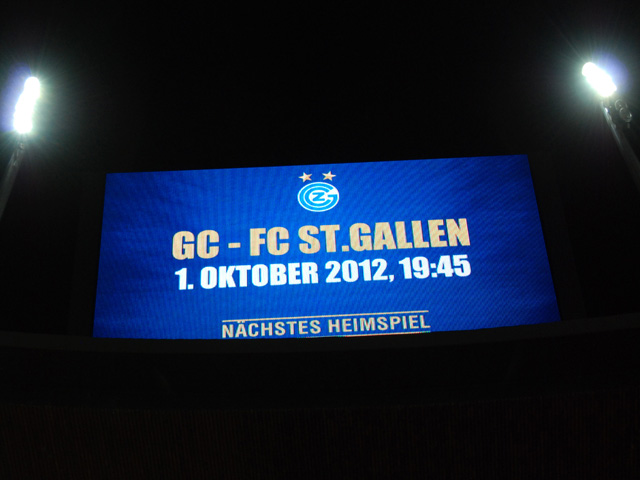 GC - FC ST.GALLEN
1. OKTOBER 2012, 19:45
NÄCHSTES HEIMSPIEL